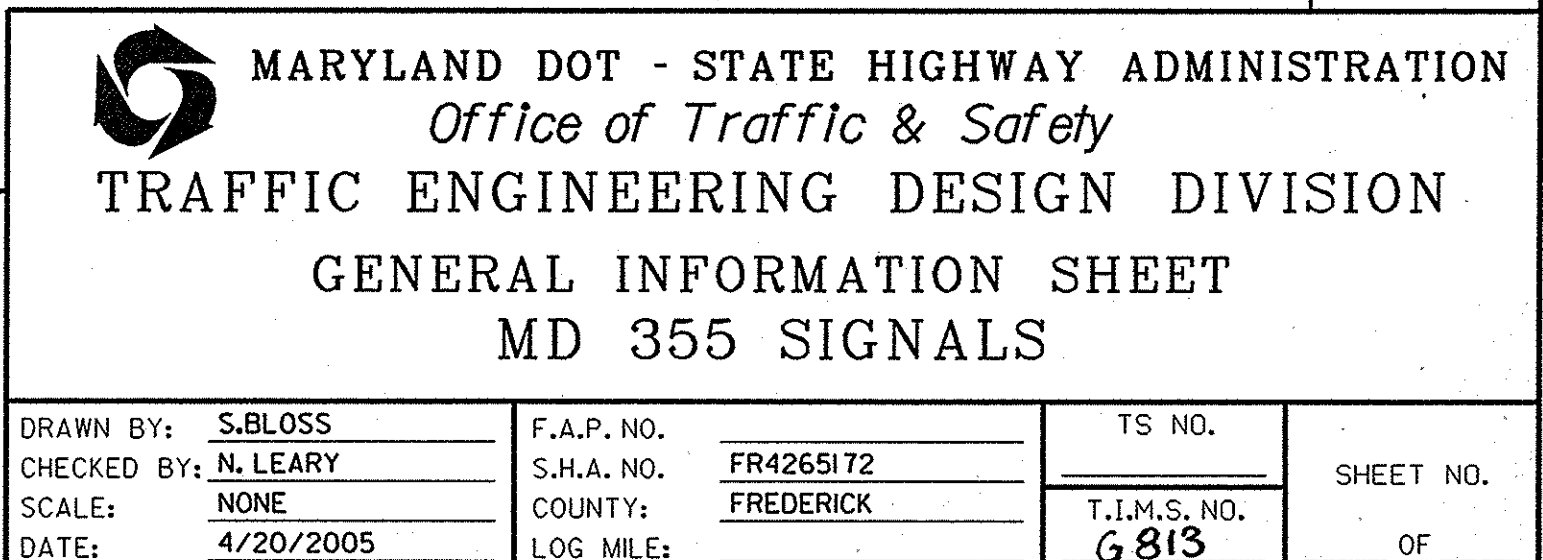 MARYLAND DOT - STATE HIGHWAY ADMINISTRATION
Office of Traffic & Safety
TRAFFIC ENGINEERING DESIGN DIVISION
GENERAL INFORMATION SHEET
MD 355 SIGNALS
DRAWN BY: S.BLOSS
CHECKED BY: N. LEARY
SCALE: NONE
DATE: 4/20/2005
F.A.P. NO.
S.H.A. NO. FR4265172
COUNTY: FREDERICK
LOG MILE:
TS NO.
T.I.M.S. NO.
G813
SHEET NO.
OF